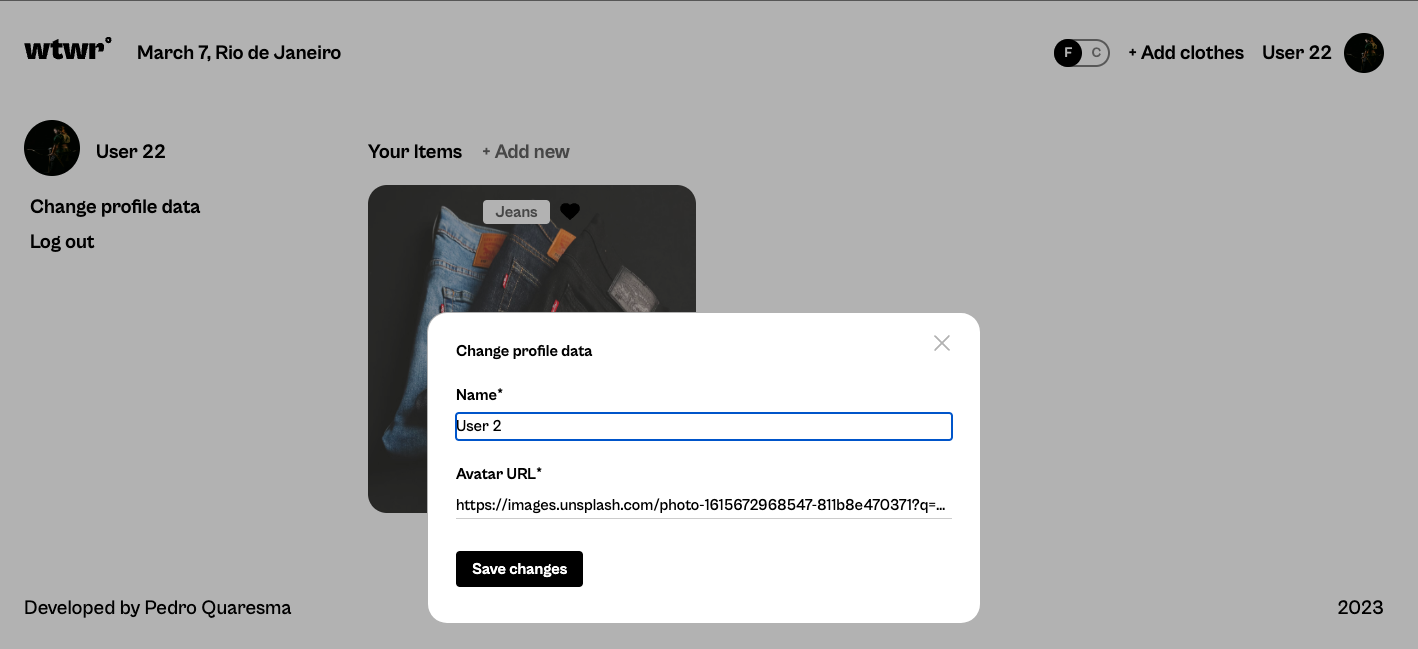 wtwr°
March 7, Rio de Janeiro
F
C
+ Add clothes
User 22
User 22
Change profile data
Log out
Your Items
+ Add new
Jeans
Change profile data
Name*
User 2
Avatar URL*
https://images.unsplash.com/photo-1615672968547-811b8e470371?q=...
Save changes
Developed by Pedro Quaresma
2023